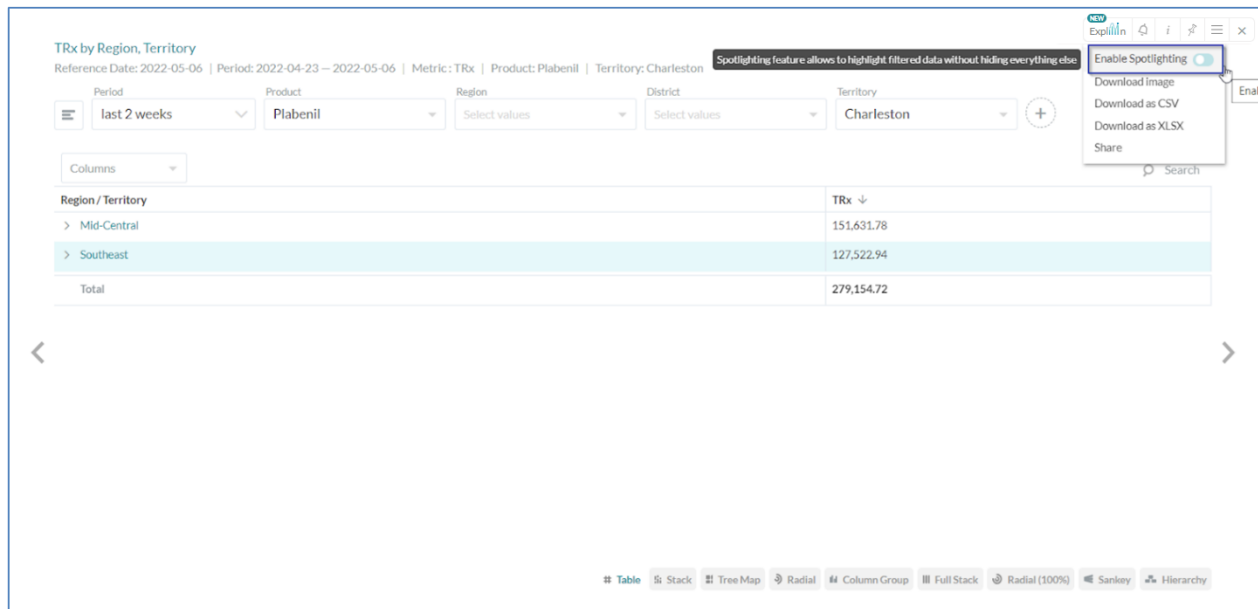 NEW
Explain
i
TRx by Region, Territory
Reference Date: 2022-05-06 | Period: 2022-04-23 — 2022-05-06 | Metric : TRx | Product: Plabenil | Territory: Charleston
Spotlighting feature allows to highlight filtered data without hiding everything else
Enable Spotlighting
Download image
Download as CSV
Download as XLSX
Share
Period
Product
Region
District
Territory
last 2 weeks
Plabenil
Select values
Select values
Charleston
+
Columns
Search
Region / Territory
TRx
Mid-Central
151,631.78
Southeast
127,522.94
Total
279,154.72
# Table Stack Tree Map Radial Column Group Full Stack Radial (100%) Sankey Hierarchy